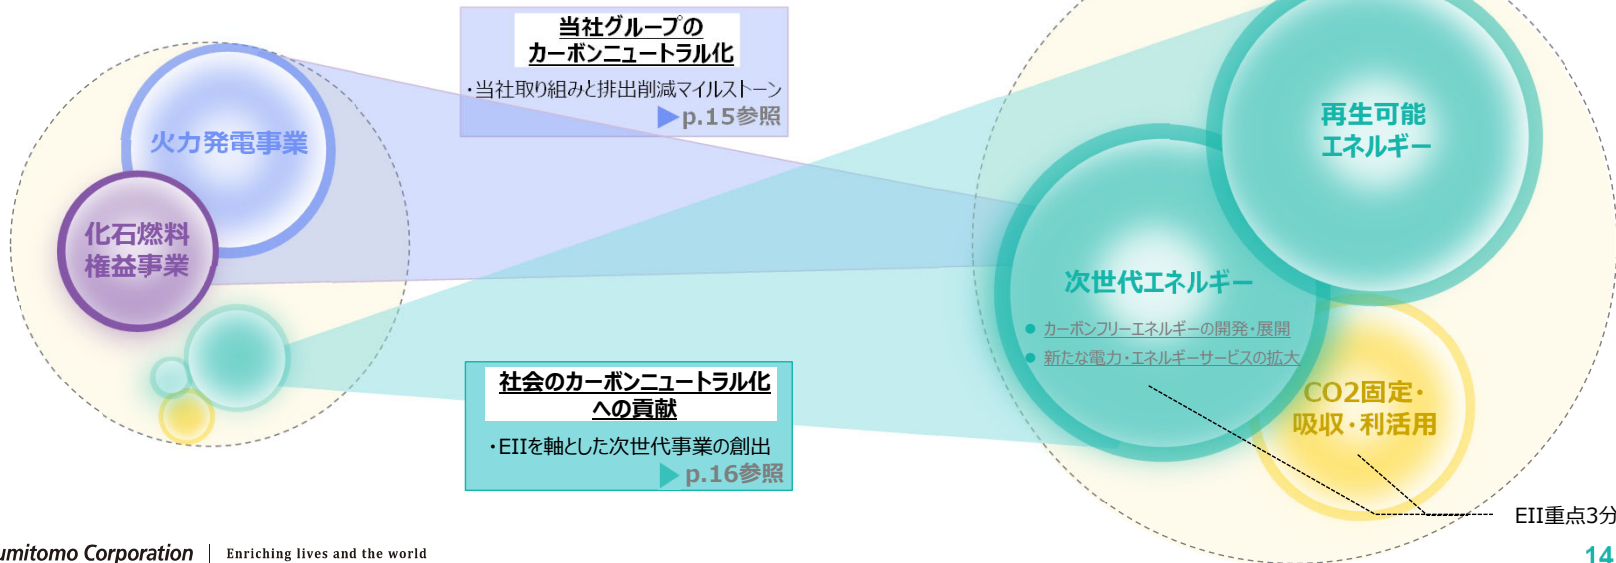 当社グループの
カーボンニュートラル化
・当社取り組みと排出削減マイルストーン
▶p.15参照
火力発電事業
化石燃料
権益事業
社会のカーボンニュートラル化
への貢献
・EIIを軸とした次世代事業の創出
▶ p.16参照
再生可能
エネルギー
次世代エネルギー
● カーボンフリーエネルギーの開発・展開
● 新たな電力・エネルギーサービスの拡大
CO2固定・
吸収・利活用
EII重点3分
umitomo Corporation | Enriching lives and the world
14